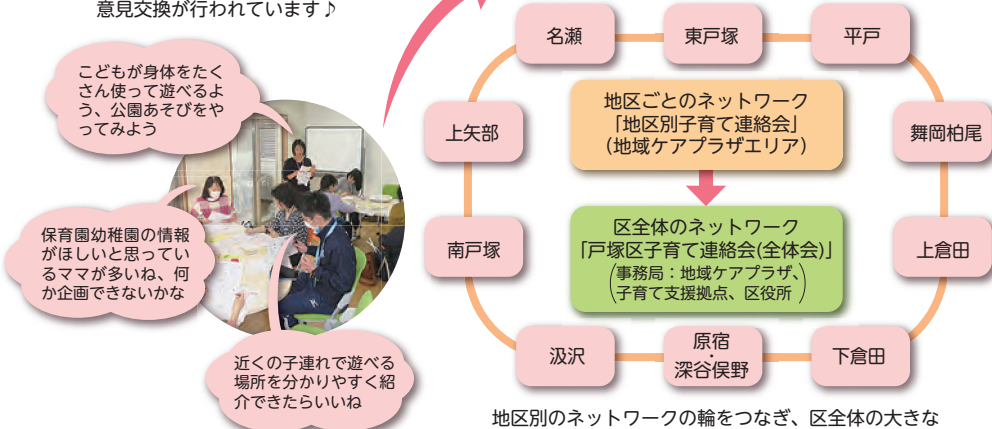 意見交換が行われています♪
こどもが身体をたく
さん使って遊べるよ
う、公園あそびをや
ってみよう
保育園幼稚園の情報
がほしいと思ってい
るママが多いね、何
か企画できないかな
近くの子連れで遊べる
場所を分かりやすく紹
介できたらいいね
名瀬
東戸塚
平戸
上矢部
舞岡柏尾
地区ごとのネットワーク
「地区別子育て連絡会」
(地域ケアプラザエリア)
区全体のネットワーク
「戸塚区子育て連絡会(全体会)」
(事務局:地域ケアプラザ、
子育て支援拠点、区役所)
南戸塚
上倉田
汲沢
原宿
・
深谷俣野
下倉田
地区別のネットワークの輪をつなぎ、区全体の大きな